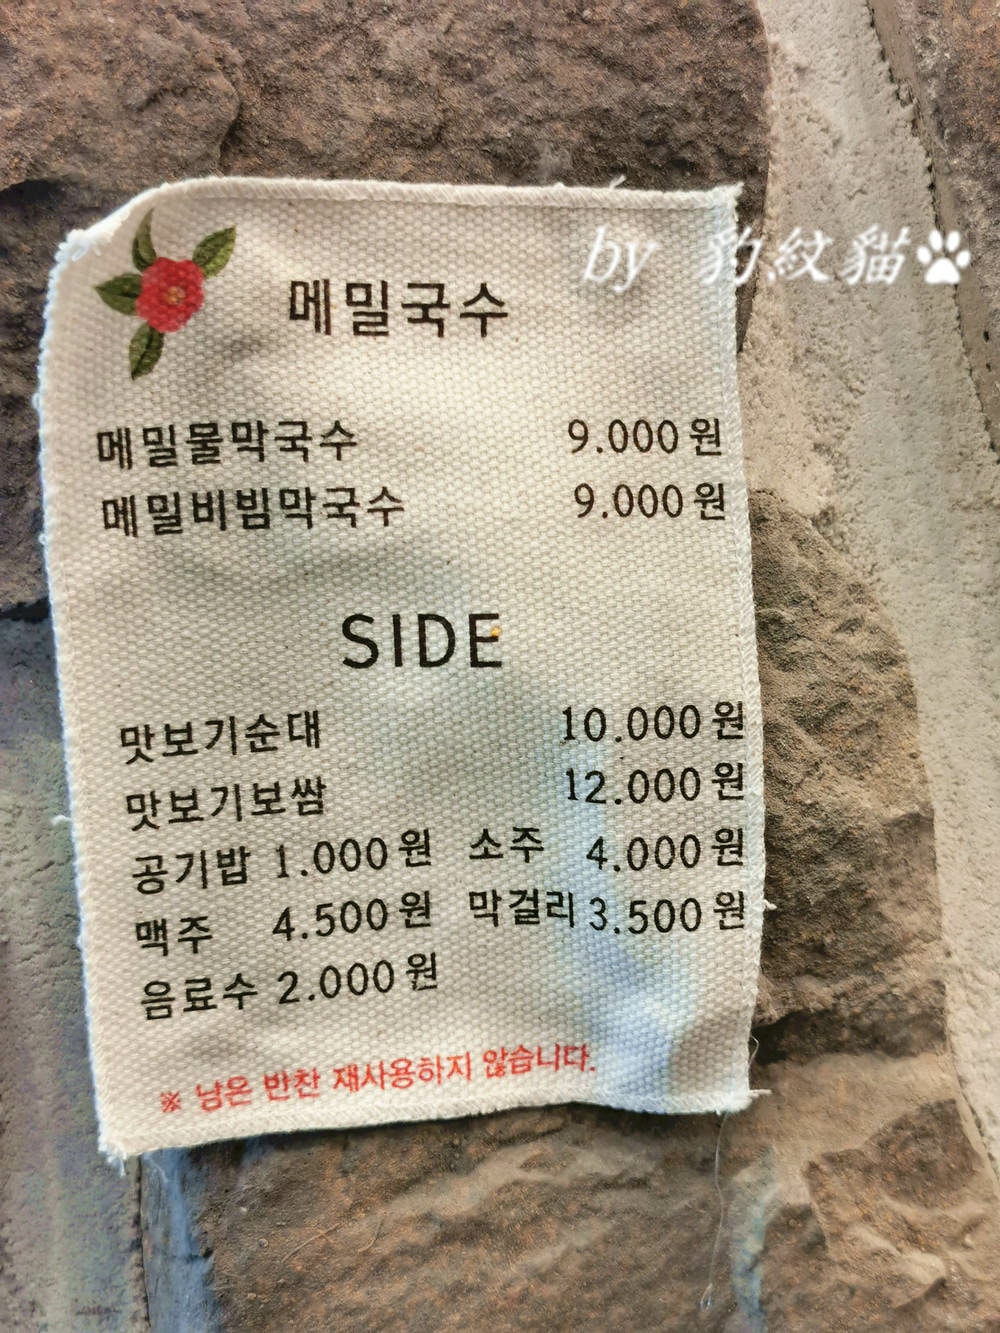 by 豹紋貓
메밀국수
메밀물막국수 9.000원
메밀비빔막국수 9.000원
SIDE
맛보기순대 10.000원
맛보기보쌈 12.000원
공기밥 1.000원 소주 4.000원
맥주 4.500원 막걸리 3.500원
음료수 2.000원
※ 남은 반찬 재사용하지 않습니다.